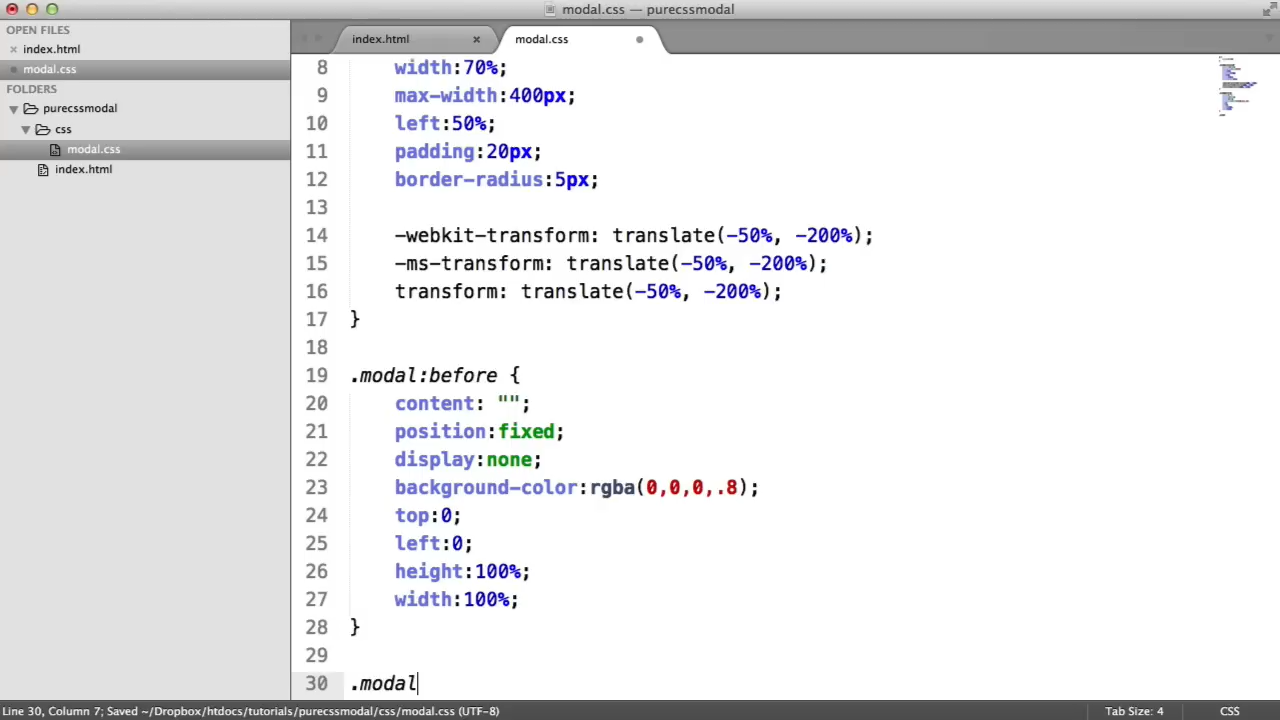 modal.css — purecssmodal
OPEN FILES
index.html
modal.css
FOLDERS
purecssmodal
css
modal.css
index.html
index.html
modal.css
8 width:70%;
9 max-width:400px;
10 left:50%;
11 padding:20px;
12 border-radius:5px;
13
14 -webkit-transform: translate(-50%, -200%);
15 -ms-transform: translate(-50%, -200%);
16 transform: translate(-50%, -200%);
17 }
18
19 .modal:before {
20 content: "";
21 position:fixed;
22 display:none;
23 background-color:rgba(0,0,0,.8);
24 top:0;
25 left:0;
26 height:100%;
27 width:100%;
28 }
29
30 .modal
Line 30, Column 7; Saved ~/Dropbox/htdocs/tutorials/purecssmodal/css/modal.css (UTF-8)
Tab Size: 4
CSS